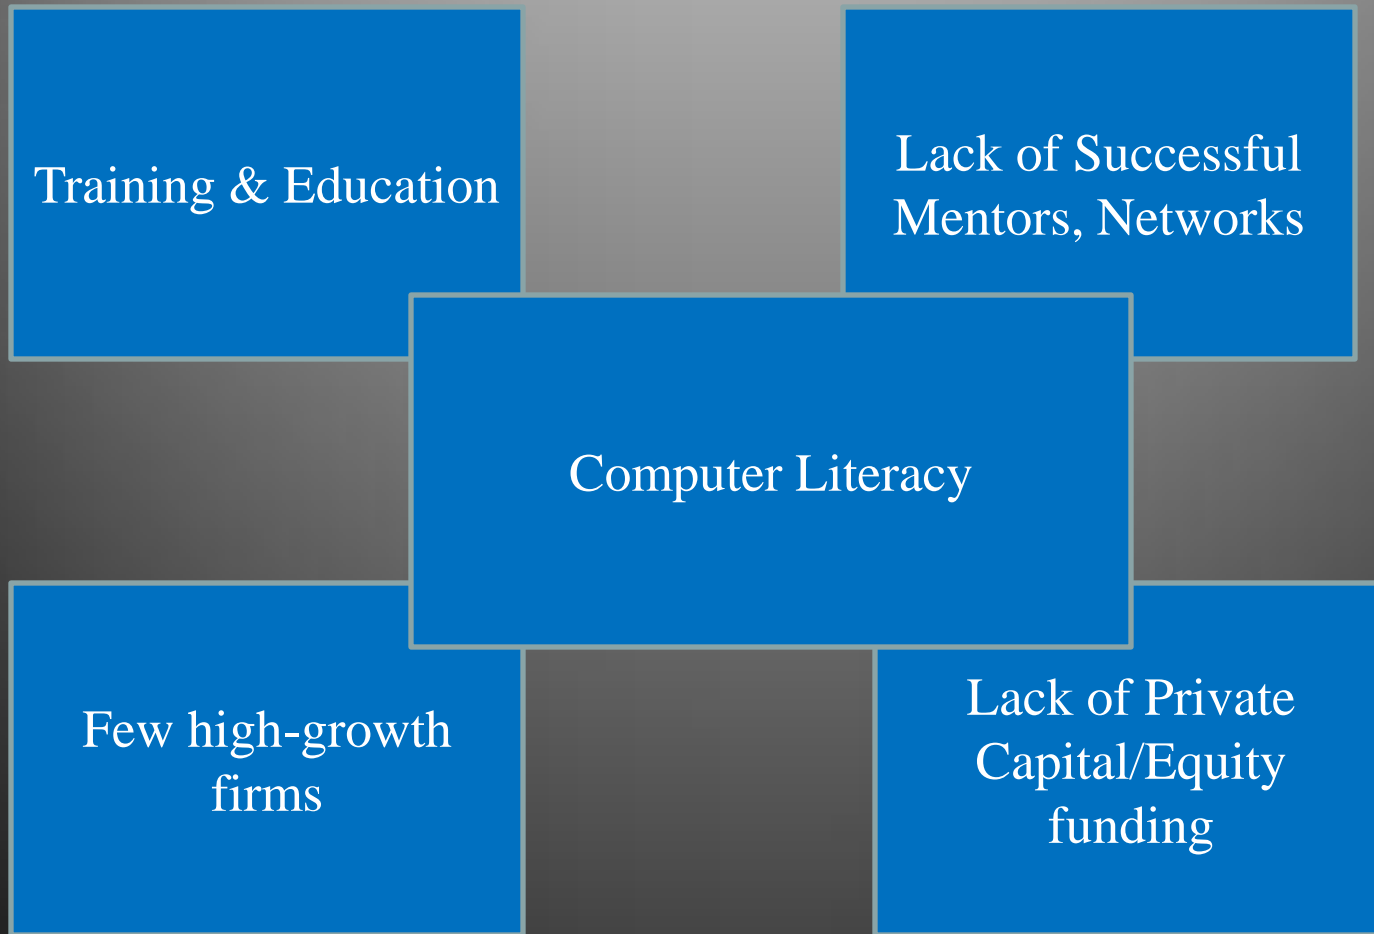 Training & Education
Lack of Successful
Mentors, Networks
Computer Literacy
Few high-growth
firms
Lack of Private
Capital/Equity
funding